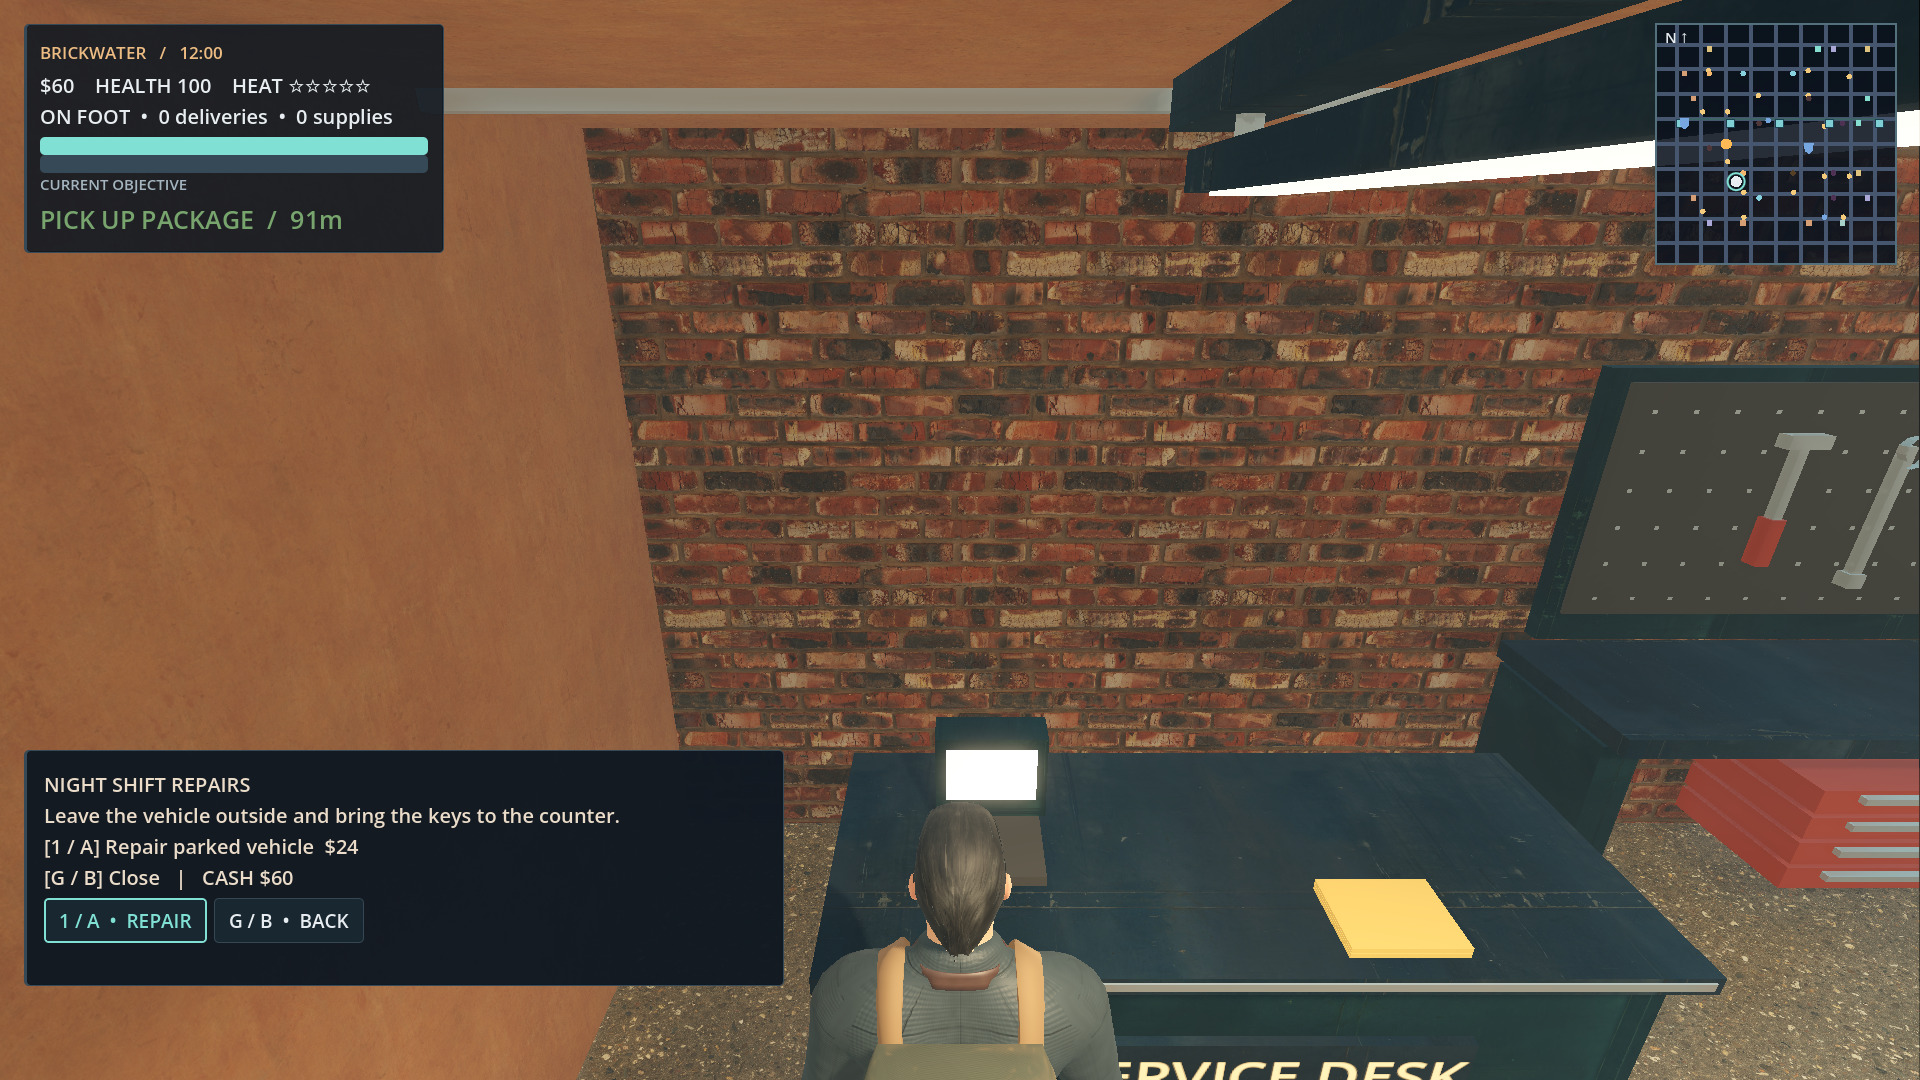 BRICKWATER / 12:00
$60 HEALTH 100 HEAT ☆☆☆☆☆
ON FOOT • 0 deliveries • 0 supplies
CURRENT OBJECTIVE
PICK UP PACKAGE / 91m
N ↑
NIGHT SHIFT REPAIRS
Leave the vehicle outside and bring the keys to the counter.
[1 / A] Repair parked vehicle $24
[G / B] Close | CASH $60
1 / A • REPAIR
G / B • BACK
ERVICE DESK